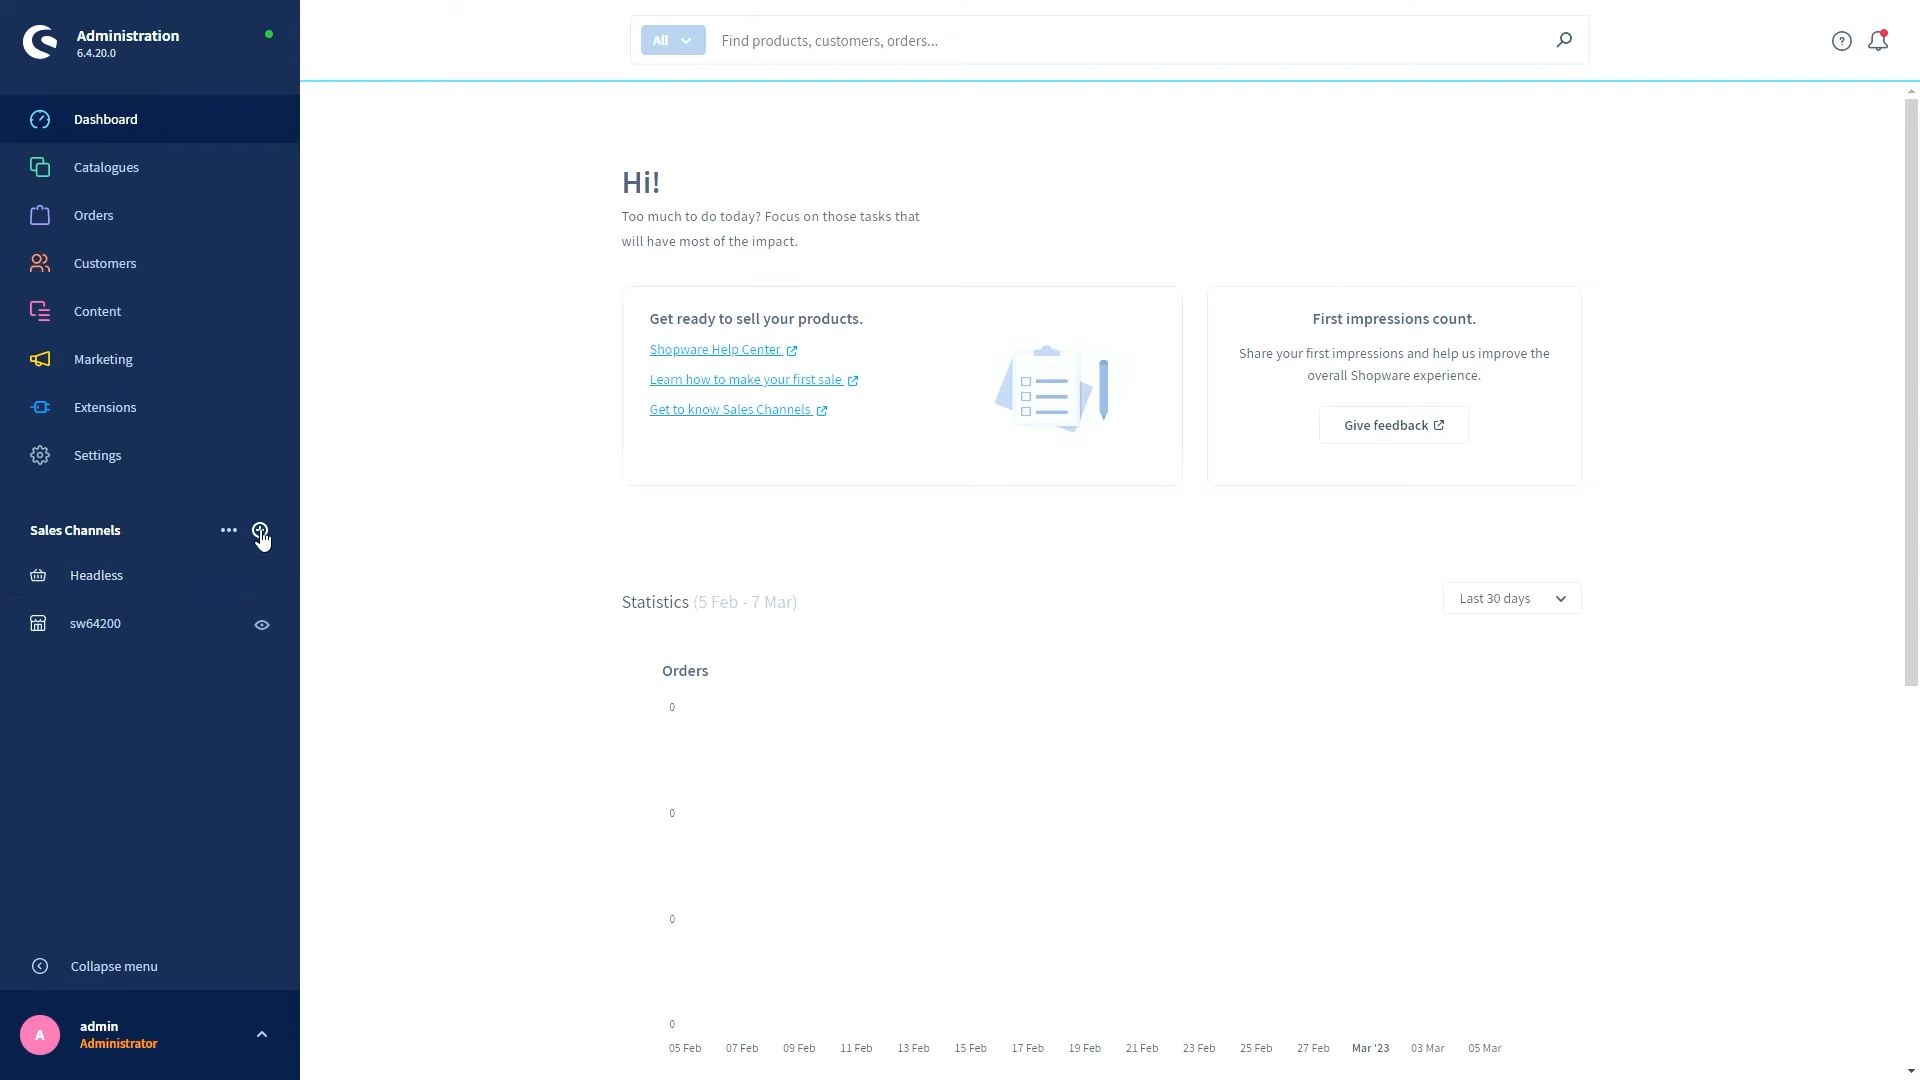 Administration
6.4.20.0
Dashboard
Catalogues
Orders
Customers
Content
Marketing
Extensions
Settings
Sales Channels
Headless
sw64200
Collapse menu
A
admin
Administrator
All
Find products, customers, orders...
Hi!
Too much to do today? Focus on those tasks that
will have most of the impact.
Get ready to sell your products.
Shopware Help Center
Learn how to make your first sale
Get to know Sales Channels
First impressions count.
Share your first impressions and help us improve the
overall Shopware experience.
Give feedback
Statistics (5 Feb - 7 Mar)
Last 30 days
Orders
0
0
0
0
05 Feb 07 Feb 09 Feb 11 Feb 13 Feb 15 Feb 17 Feb 19 Feb 21 Feb 23 Feb 25 Feb 27 Feb Mar '23 03 Mar 05 Mar